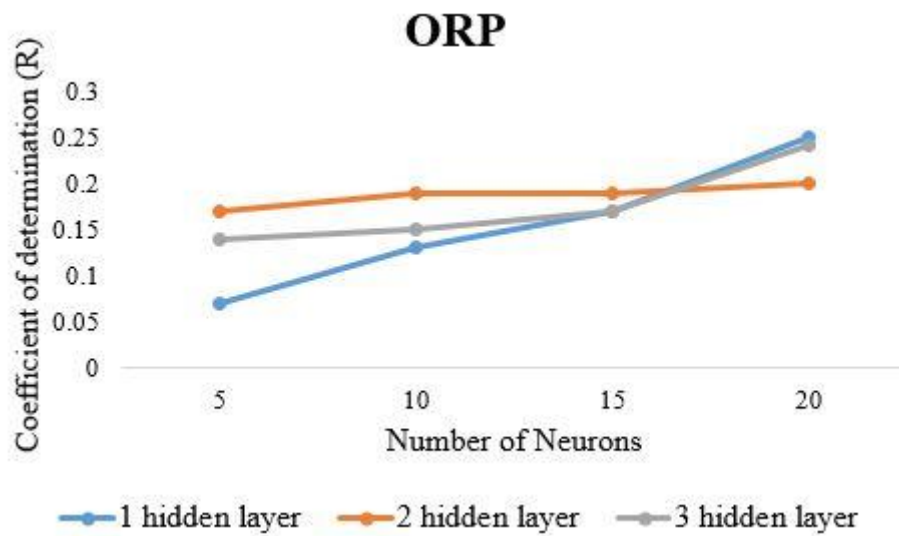 ORP
Coefficient of determination (R)
0.3
0.25
0.2
0.15
0.1
0.05
0
5 10 15 20
Number of Neurons
1 hidden layer 2 hidden layer 3 hidden layer